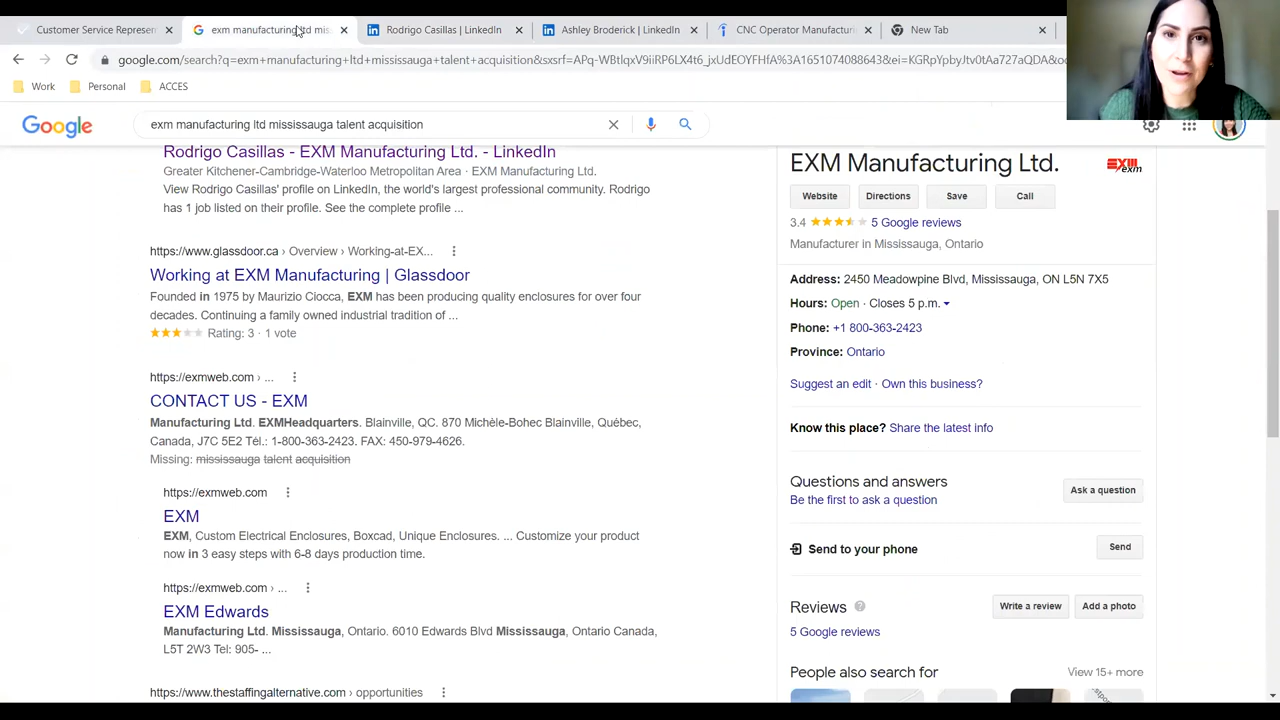 Customer Service Represen
exm manufacturing ltd miss
Rodrigo Casillas | LinkedIn
Ashley Broderick | LinkedIn
CNC Operator Manufacturi
New Tab
google.com/search?q=exm+manufacturing+ltd+mississauga+talent+acquisition&sxsrf=
Work
Personal
ACCES
Google
exm manufacturing ltd mississauga talent acquisition
Rodrigo Casillas - EXM Manufacturing Ltd. - LinkedIn
Greater Kitchener-Cambridge-Waterloo Metropolitan Area · EXM Manufacturing Ltd.
View Rodrigo Casillas' profile on LinkedIn, the world's largest professional community. Rodrigo
has 1 job listed on their profile. See the complete profile ...
https://www.glassdoor.ca › Overview › Working-at-EX...
Working at EXM Manufacturing | Glassdoor
Founded in 1975 by Maurizio Ciocca, EXM has been producing quality enclosures for over four
decades. Continuing a family owned industrial tradition of ...
Rating: 3 · 1 vote
https://exmweb.com › ...
CONTACT US - EXM
Manufacturing Ltd. EXMHeadquarters. Blainville, QC. 870 Michèle-Bohec Blainville, Québec,
Canada, J7C 5E2 Tél.: 1-800-363-2423. FAX: 450-979-4626.
Missing: mississauga talent acquisition
https://exmweb.com
EXM
EXM, Custom Electrical Enclosures, Boxcad, Unique Enclosures. ... Customize your product
now in 3 easy steps with 6-8 days production time.
https://exmweb.com › ...
EXM Edwards
Manufacturing Ltd. Mississauga, Ontario. 6010 Edwards Blvd Mississauga, Ontario Canada,
L5T 2W3 Tel: 905- ...
https://www.thestaffingalternative.com › opportunities
EXM Manufacturing Ltd.
EXM
exm
Website
Directions
Save
Call
3.4
5 Google reviews
Manufacturer in Mississauga, Ontario
Address: 2450 Meadowpine Blvd, Mississauga, ON L5N 7X5
Hours: Open · Closes 5 p.m.
Phone: +1 800-363-2423
Province: Ontario
Suggest an edit · Own this business?
Know this place? Share the latest info
Questions and answers
Ask a question
Be the first to ask a question
Send to your phone
Send
Reviews
Write a review
Add a photo
5 Google reviews
People also search for
View 15+ more